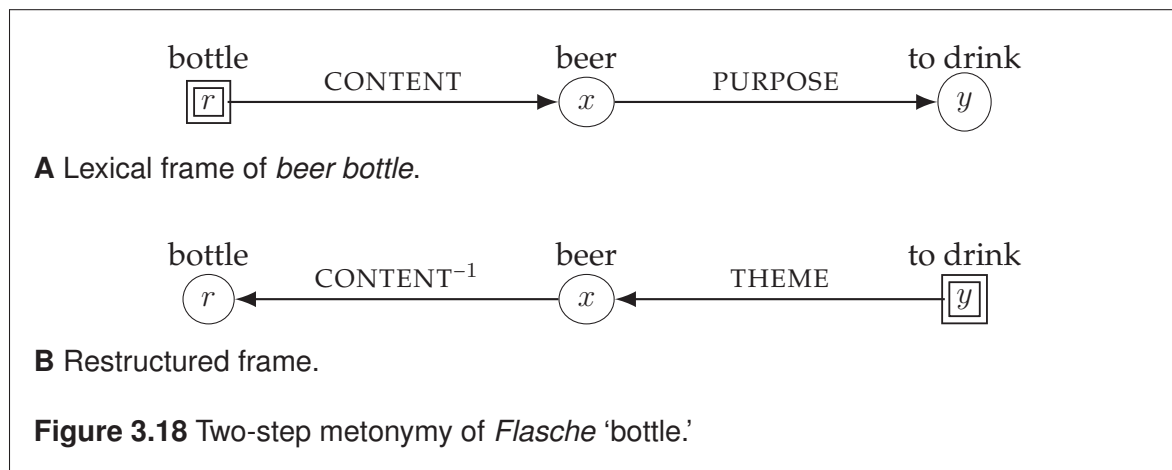 bottle beer to drink
CONTENT PURPOSE
r x y
A Lexical frame of beer bottle.
bottle beer to drink
CONTENT⁻¹ THEME
r x y
B Restructured frame.
Figure 3.18 Two-step metonymy of Flasche ‘bottle.’